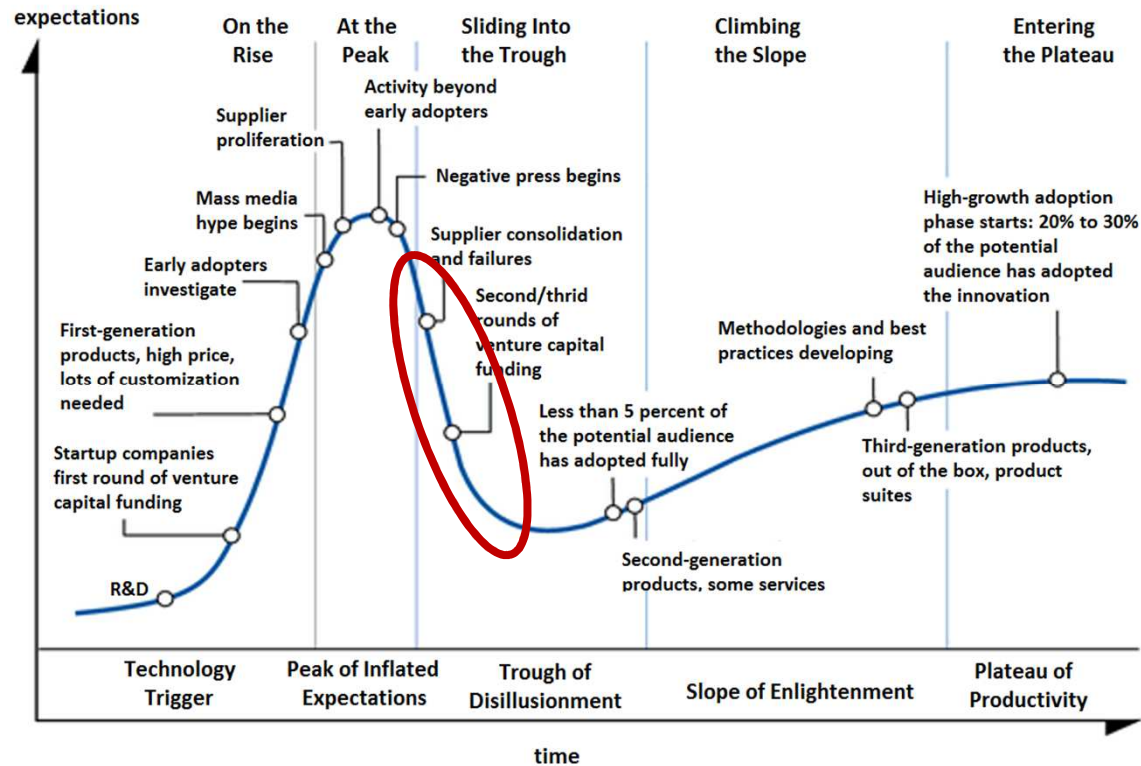 expectations
On the
Rise
At the
Peak
Sliding Into
the Trough
Climbing
the Slope
Entering
the Plateau
Activity beyond
early adopters
Supplier
proliferation
Negative press begins
Mass media
hype begins
High-growth adoption
phase starts: 20% to 30%
of the potential
audience has adopted
the innovation
Supplier consolidation
and failures
Early adopters
investigate
Second/thrid
rounds of
venture capital
funding
First-generation
products, high price,
lots of customization
needed
Methodologies and best
practices developing
Less than 5 percent of
the potential audience
has adopted fully
Third-generation products,
out of the box, product
suites
Startup companies
first round of venture
capital funding
Second-generation
products, some services
R&D
Technology
Trigger
Peak of Inflated
Expectations
Trough of
Disillusionment
Slope of Enlightenment
Plateau of
Productivity
time